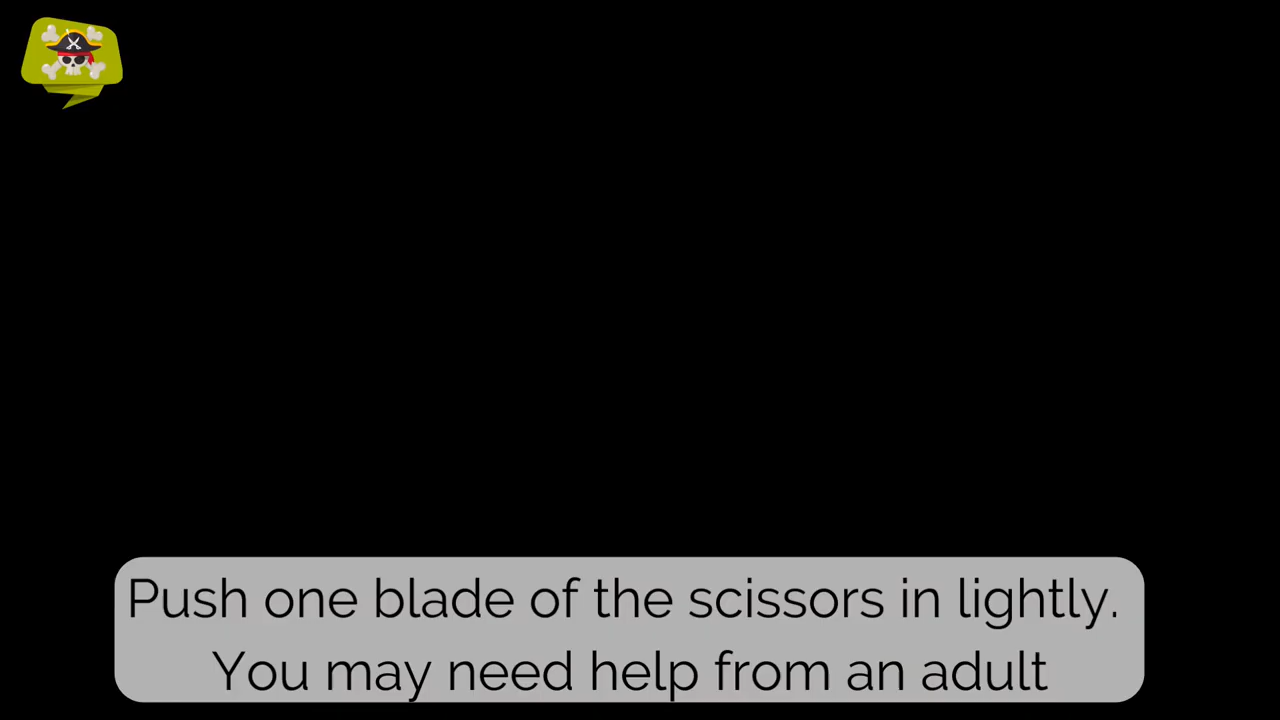 Push one blade of the scissors in lightly.
You may need help from an adult